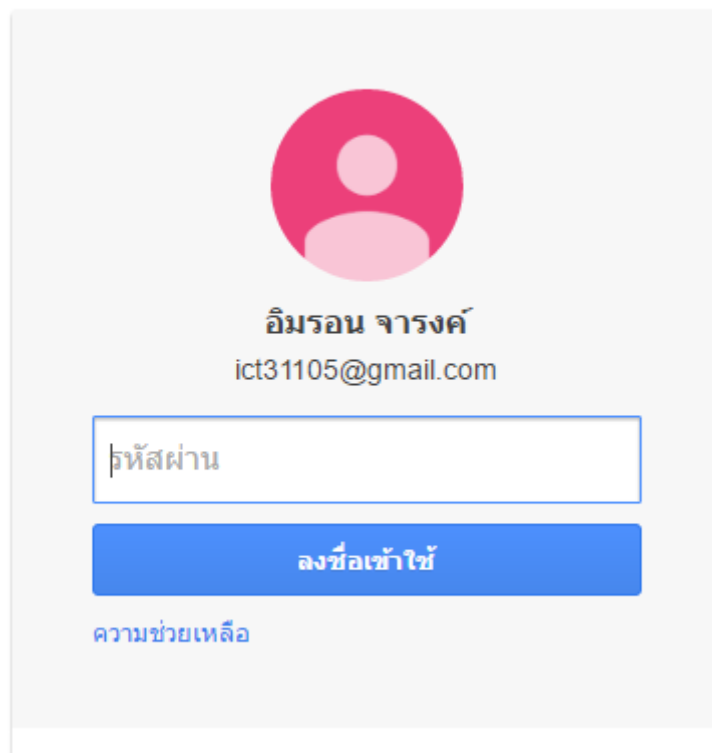 อิมรอน จารงค์
ict31105@gmail.com
รหัสผ่าน
ลงชื่อเข้าใช้
ความช่วยเหลือ